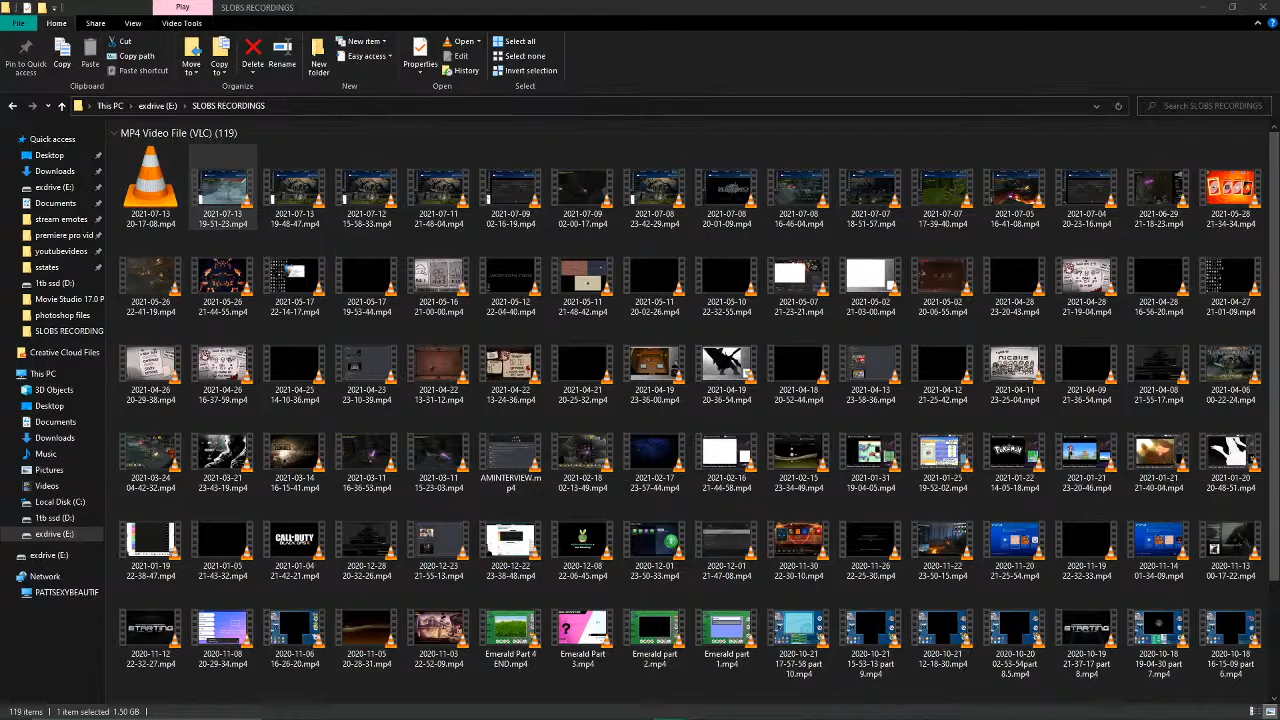 Play
SLOBS RECORDINGS
File
Home
Share
View
Video Tools
Pin to Quick
access
Copy
Paste
Cut
Copy path
Paste shortcut
Clipboard
Move
to
Copy
to
Delete
Rename
Organize
New
folder
New item
Easy access
New
Properties
Open
Edit
History
Open
Select all
Select none
Invert selection
Select
This PC > exdrive (E:) > SLOBS RECORDINGS
Search SLOBS RECORDINGS
Quick access
Desktop
Downloads
exdrive (E:)
Documents
stream emotes
premiere pro vid
youtubevideos
sstates
1tb ssd (D:)
Movie Studio 17.0 P
photoshop files
SLOBS RECORDING
Creative Cloud Files
This PC
3D Objects
Desktop
Documents
Downloads
Music
Pictures
Videos
Local Disk (C:)
1tb ssd (D:)
exdrive (E:)
exdrive (E:)
Network
PATTSEXYBEAUTIF
MP4 Video File (VLC) (119)
2021-07-13 2021-07-13 2021-07-13 2021-07-12 2021-07-11 2021-07-09 2021-07-09 2021-07-08 2021-07-08 2021-07-08 2021-07-07 2021-07-07 2021-07-05 2021-07-04 2021-06-29 2021-05-28
20-17-08.mp4 19-51-23.mp4 19-48-47.mp4 15-58-33.mp4 21-48-04.mp4 02-16-19.mp4 02-00-17.mp4 23-42-29.mp4 20-01-09.mp4 16-46-04.mp4 18-51-57.mp4 17-39-40.mp4 16-41-08.mp4 20-23-16.mp4 21-18-23.mp4 21-34-34.mp4
2021-05-26 2021-05-26 2021-05-17 2021-05-17 2021-05-16 2021-05-12 2021-05-11 2021-05-11 2021-05-10 2021-05-07 2021-05-02 2021-05-02 2021-04-28 2021-04-28 2021-04-28 2021-04-27
22-41-19.mp4 21-44-55.mp4 22-14-17.mp4 19-53-44.mp4 21-00-00.mp4 22-04-40.mp4 21-48-42.mp4 20-02-26.mp4 22-32-55.mp4 21-23-21.mp4 21-03-00.mp4 20-06-55.mp4 23-20-43.mp4 21-19-04.mp4 16-56-20.mp4 21-01-09.mp4
NICALIS
2021-04-26 2021-04-26 2021-04-25 2021-04-23 2021-04-22 2021-04-22 2021-04-21 2021-04-19 2021-04-19 2021-04-18 2021-04-13 2021-04-12 2021-04-11 2021-04-09 2021-04-08 2021-04-06
20-29-38.mp4 16-37-59.mp4 14-10-36.mp4 23-10-39.mp4 13-31-12.mp4 13-24-36.mp4 20-25-32.mp4 23-36-00.mp4 20-36-54.mp4 20-52-44.mp4 23-58-36.mp4 21-25-42.mp4 23-25-04.mp4 21-36-54.mp4 21-55-17.mp4 00-22-24.mp4
POKéMON
2021-03-24 2021-03-21 2021-03-14 2021-03-11 2021-03-11 AMINTERVIEW.m 2021-02-18 2021-02-17 2021-02-16 2021-02-15 2021-01-31 2021-01-25 2021-01-22 2021-01-21 2021-01-21 2021-01-20
04-42-32.mp4 23-43-19.mp4 16-15-41.mp4 16-36-53.mp4 15-23-03.mp4 p4 02-13-49.mp4 23-57-44.mp4 21-44-58.mp4 23-34-49.mp4 19-04-05.mp4 19-52-02.mp4 14-05-18.mp4 23-20-46.mp4 21-40-04.mp4 20-48-51.mp4
CALL•DUTY
2021-01-19 2021-01-05 2021-01-04 2020-12-28 2020-12-23 2020-12-22 2020-12-08 2020-12-01 2020-12-01 2020-11-30 2020-11-26 2020-11-22 2020-11-20 2020-11-19 2020-11-14 2020-11-13
22-38-47.mp4 21-43-32.mp4 21-42-21.mp4 20-32-26.mp4 21-55-13.mp4 23-38-48.mp4 22-06-45.mp4 23-50-33.mp4 21-47-08.mp4 22-30-10.mp4 22-25-30.mp4 23-50-15.mp4 21-25-54.mp4 22-32-33.mp4 01-34-09.mp4 00-17-22.mp4
STARTING
STARTING
2020-11-12 2020-11-08 2020-11-06 2020-11-05 2020-11-03 Emerald Part 4 Emerald Part Emerald part Emerald part 2020-10-21 2020-10-21 2020-10-21 2020-10-20 2020-10-19 2020-10-18 2020-10-18
22-32-27.mp4 20-29-34.mp4 16-26-20.mp4 20-28-31.mp4 22-52-09.mp4 END.mp4 3.mp4 2.mp4 1.mp4 17-57-58 part 15-53-13 part 12-18-30.mp4 02-53-54part 21-37-17 part 19-04-30 part 16-15-09 part
10.mp4 9.mp4 8.5.mp4 8.mp4 7.mp4 6.mp4
119 items
1 item selected 1.50 GB